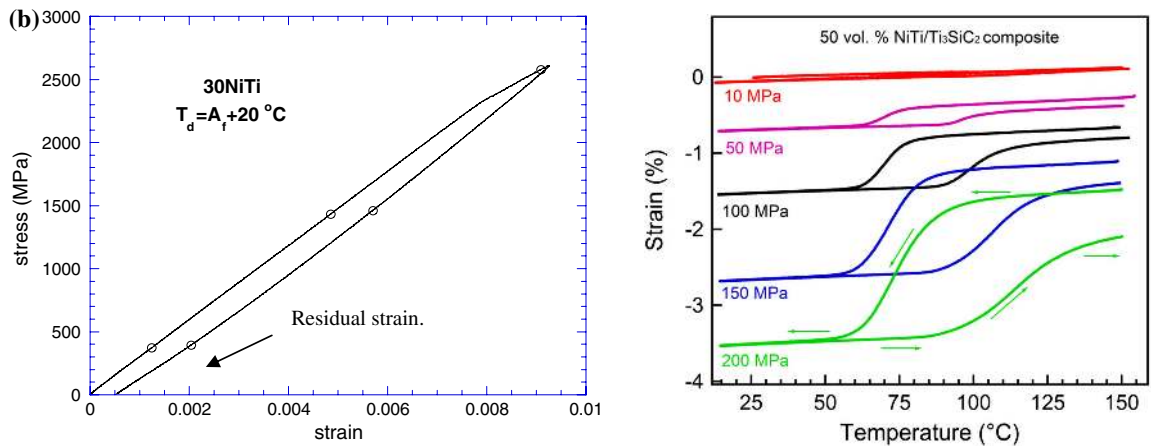 (b)
3000
2500
2000
1500
1000
500
0
stress (MPa)
30NiTi
T_d=A_f+20 °C
Residual strain.
0 0.002 0.004 0.006 0.008 0.01
strain
50 vol. % NiTi/Ti₃SiC₂ composite
0
-1
-2
-3
-4
Strain (%)
10 MPa
50 MPa
100 MPa
150 MPa
200 MPa
25 50 75 100 125 150
Temperature (°C)